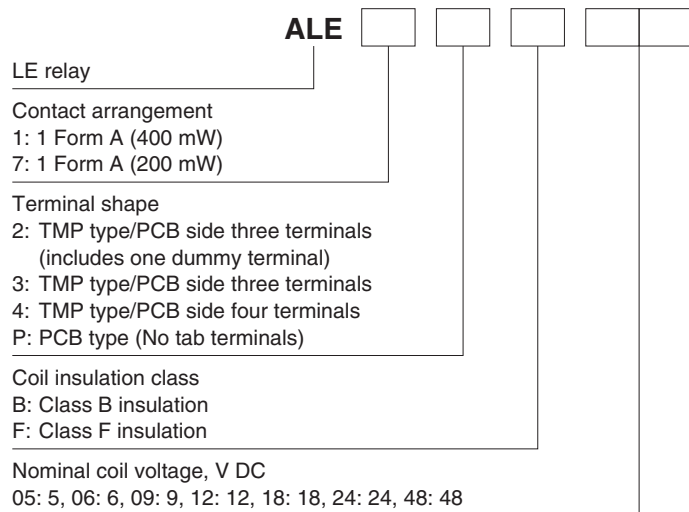 ALE
LE relay
Contact arrangement
1: 1 Form A (400 mW)
7: 1 Form A (200 mW)
Terminal shape
2: TMP type/PCB side three terminals
(includes one dummy terminal)
3: TMP type/PCB side three terminals
4: TMP type/PCB side four terminals
P: PCB type (No tab terminals)
Coil insulation class
B: Class B insulation
F: Class F insulation
Nominal coil voltage, V DC
05: 5, 06: 6, 09: 9, 12: 12, 18: 18, 24: 24, 48: 48